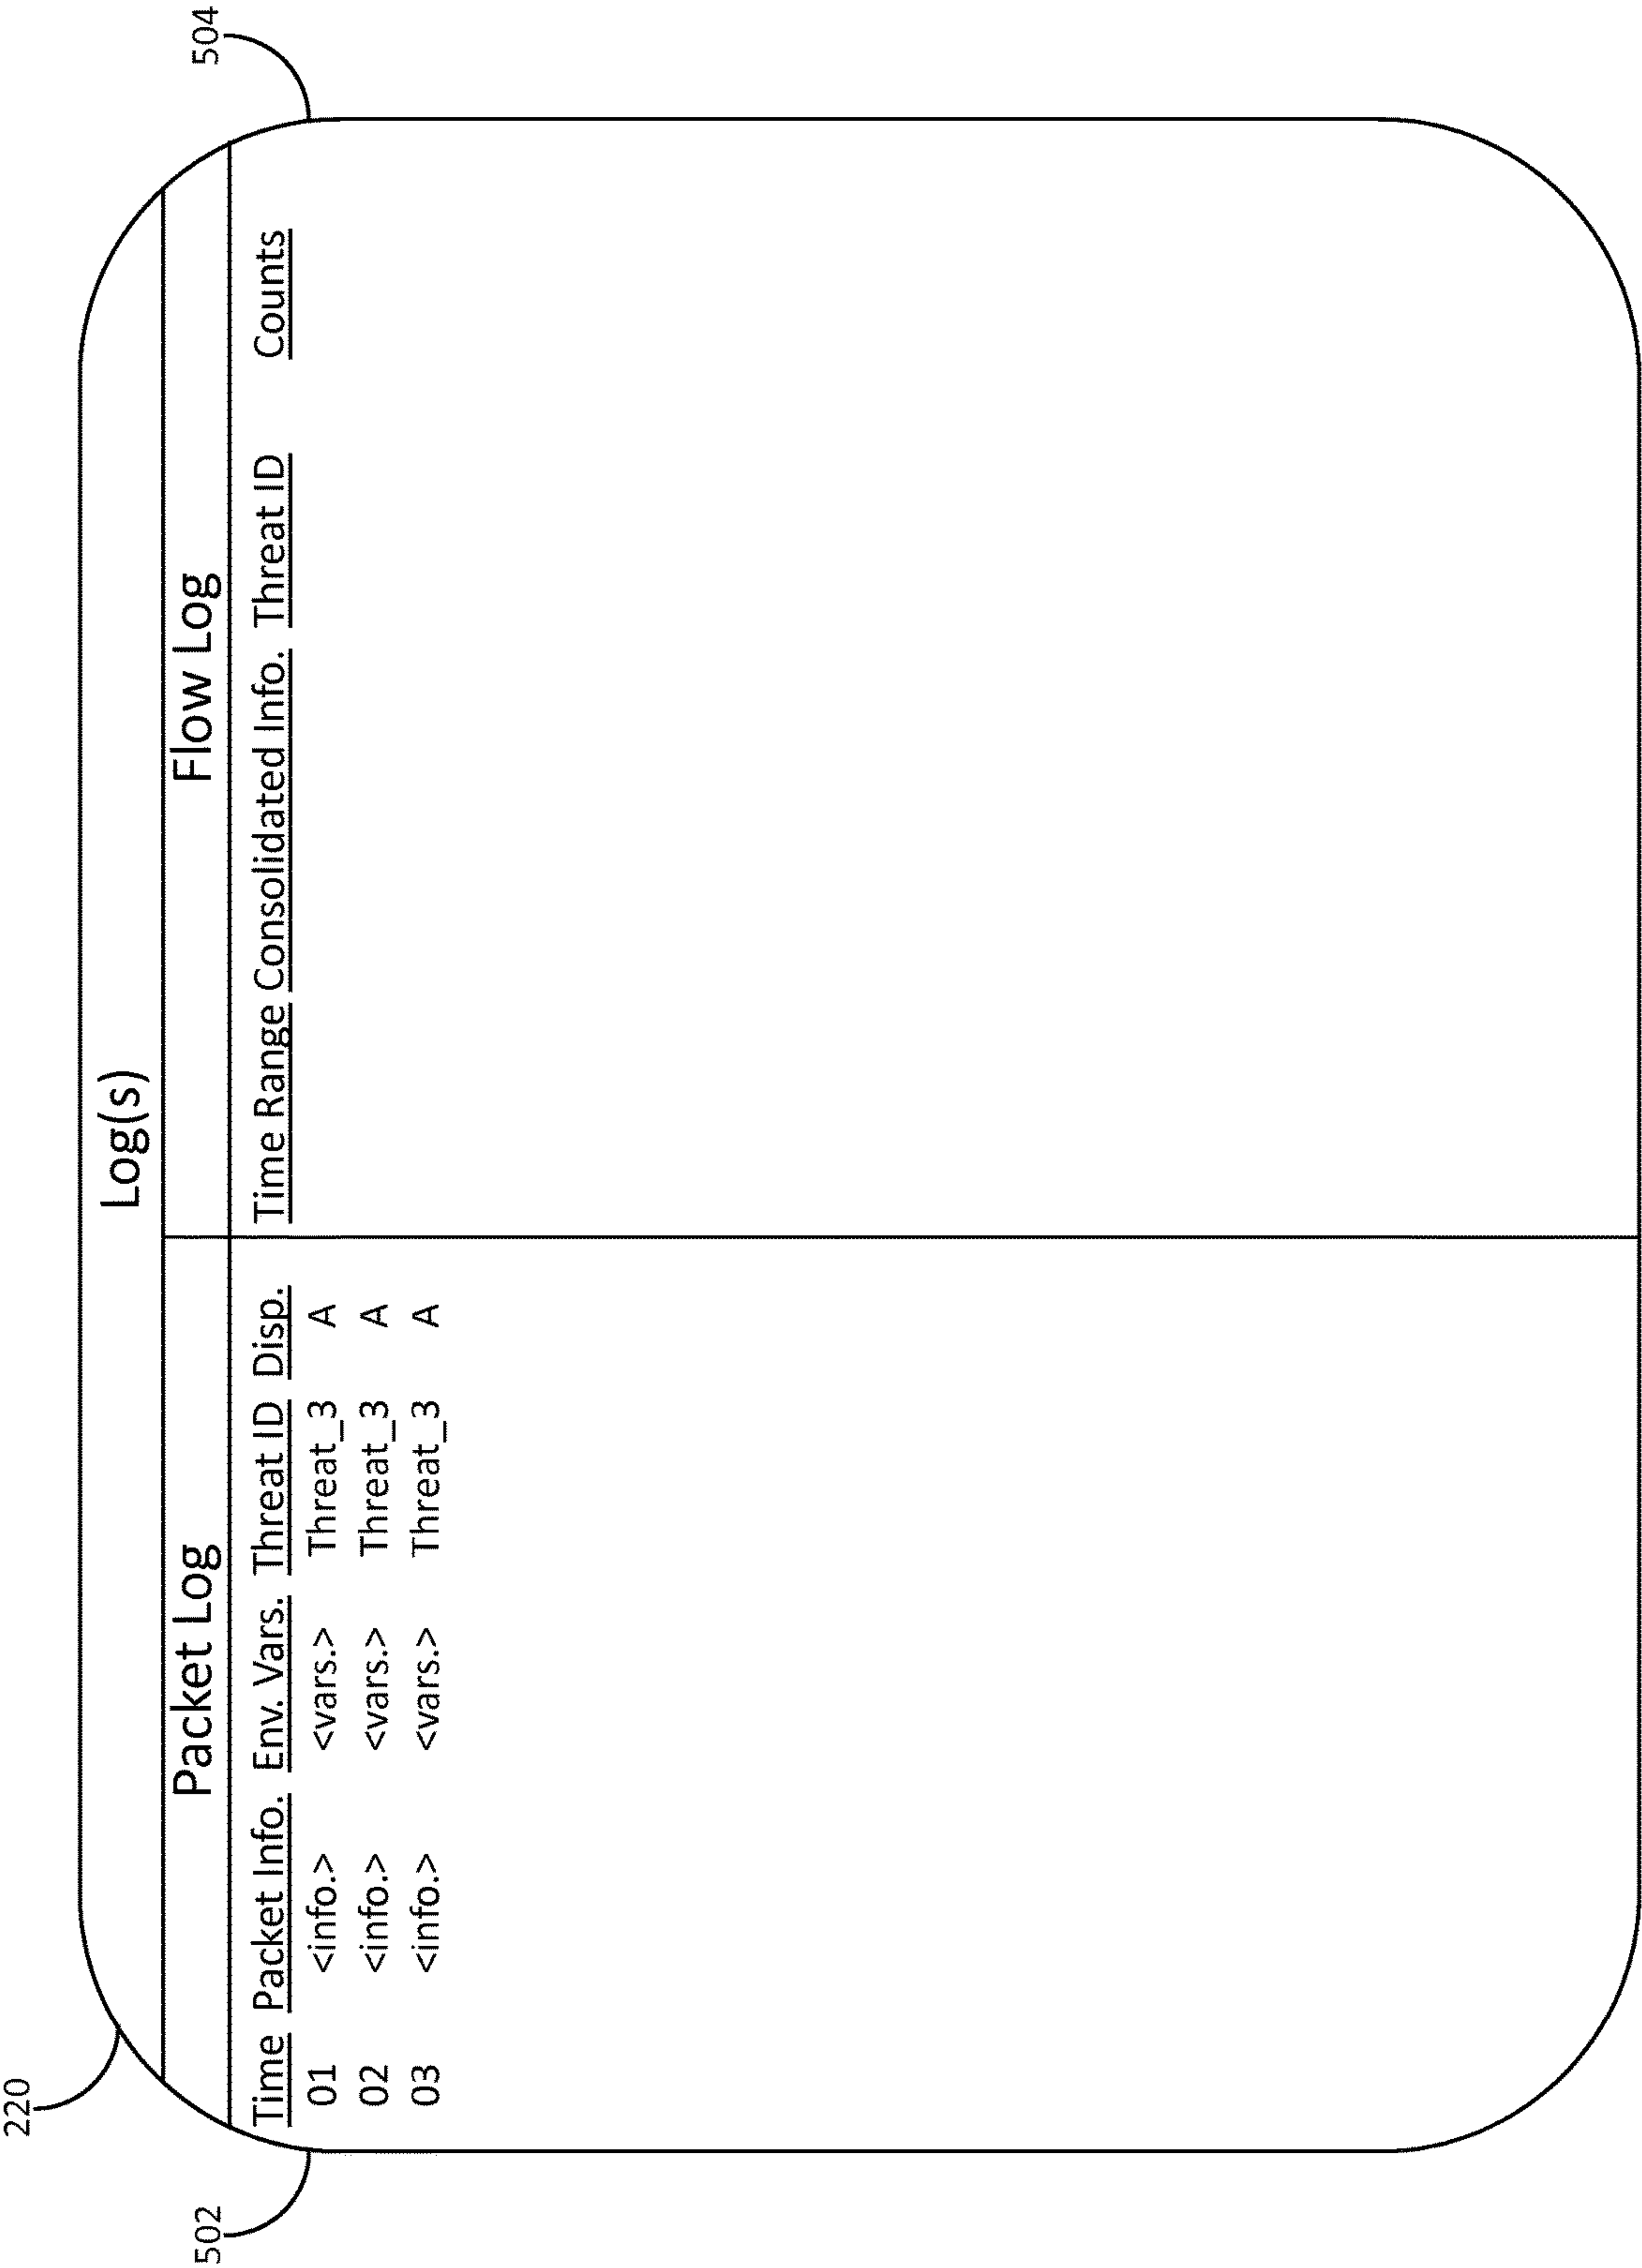 220
Log(s)
502
504
Packet Log
Flow Log
Time Packet Info. Env. Vars. Threat ID Disp.
Time Range Consolidated Info. Threat ID Counts
01 <info.> <vars.> Threat_3 A
02 <info.> <vars.> Threat_3 A
03 <info.> <vars.> Threat_3 A